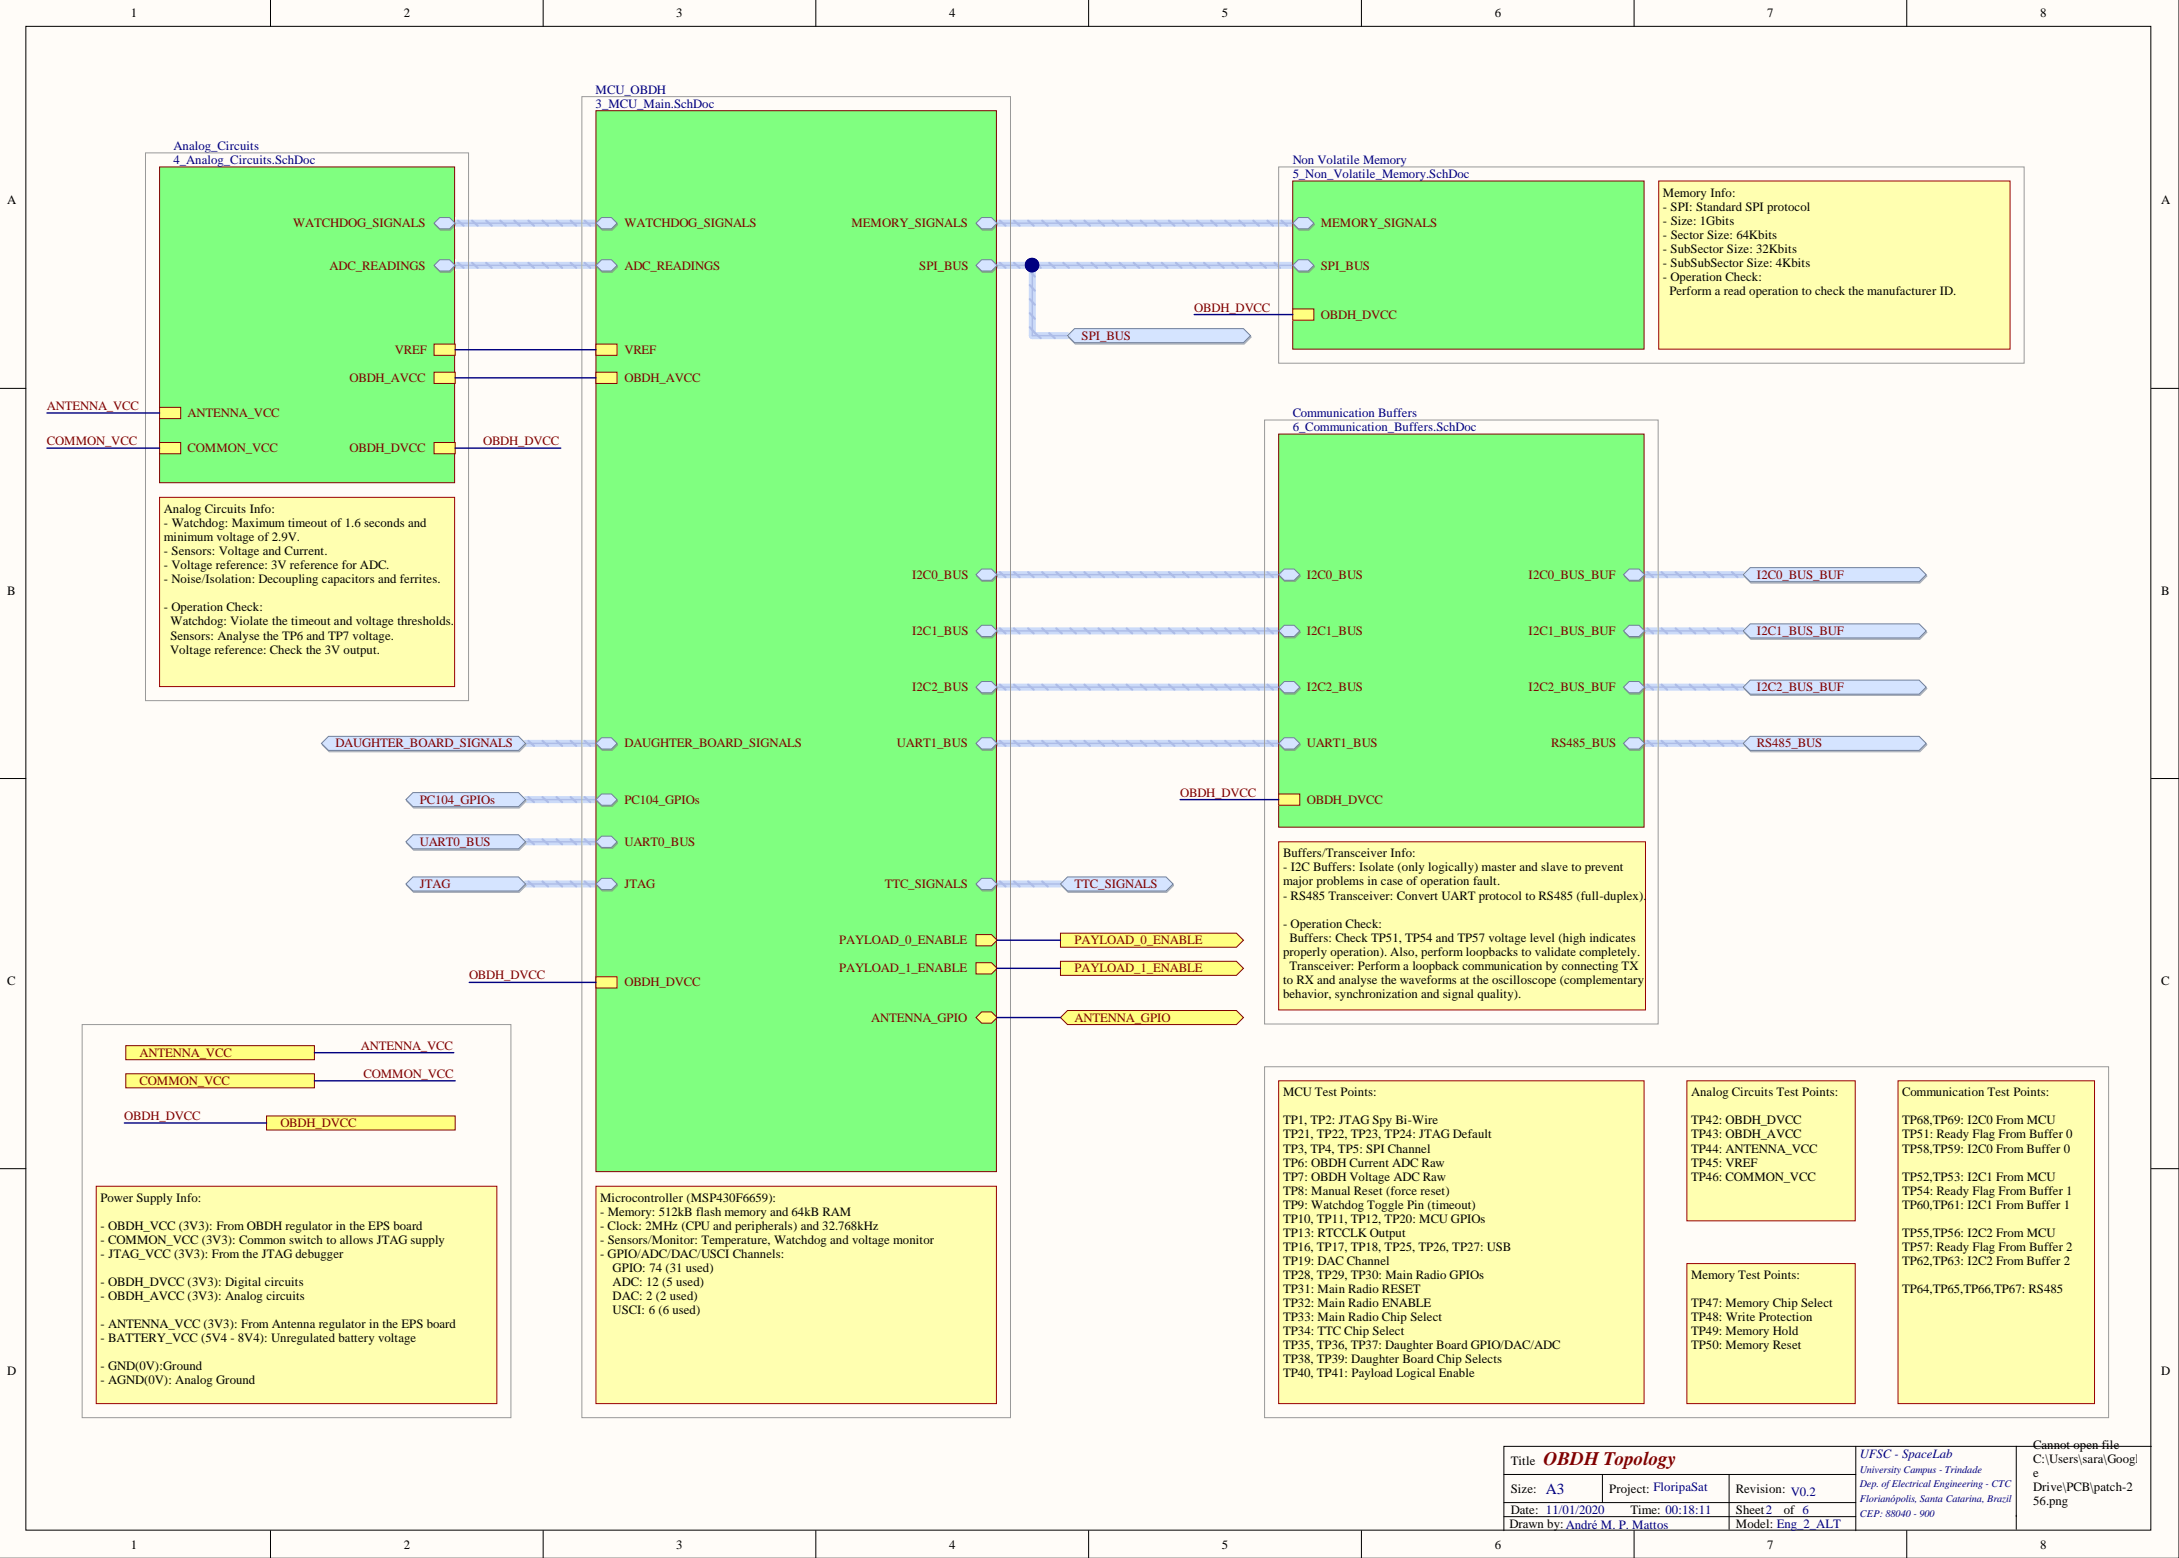 1 2 3 4 5 6 7 8
A
B
C
D
A
B
C
D
Analog_Circuits
4_Analog_Circuits.SchDoc
WATCHDOG_SIGNALS
ADC_READINGS
VREF
OBDH_AVCC
ANTENNA_VCC
ANTENNA_VCC
COMMON_VCC
COMMON_VCC
OBDH_DVCC
OBDH_DVCC
Analog Circuits Info:
- Watchdog: Maximum timeout of 1.6 seconds and
minimum voltage of 2.9V.
- Sensors: Voltage and Current.
- Voltage reference: 3V reference for ADC.
- Noise/Isolation: Decoupling capacitors and ferrites.
- Operation Check:
Watchdog: Violate the timeout and voltage thresholds.
Sensors: Analyse the TP6 and TP7 voltage.
Voltage reference: Check the 3V output.
MCU_OBDH
3_MCU_Main.SchDoc
WATCHDOG_SIGNALS
ADC_READINGS
VREF
OBDH_AVCC
MEMORY_SIGNALS
SPI_BUS
SPI_BUS
I2C0_BUS
I2C1_BUS
I2C2_BUS
UART1_BUS
DAUGHTER_BOARD_SIGNALS
DAUGHTER_BOARD_SIGNALS
PC104_GPIOs
PC104_GPIOs
UART0_BUS
UART0_BUS
JTAG
JTAG
TTC_SIGNALS
TTC_SIGNALS
PAYLOAD_0_ENABLE
PAYLOAD_0_ENABLE
PAYLOAD_1_ENABLE
PAYLOAD_1_ENABLE
OBDH_DVCC
OBDH_DVCC
ANTENNA_GPIO
ANTENNA_GPIO
Non Volatile Memory
5_Non_Volatile_Memory.SchDoc
MEMORY_SIGNALS
SPI_BUS
OBDH_DVCC
OBDH_DVCC
Memory Info:
- SPI: Standard SPI protocol
- Size: 1Gbits
- Sector Size: 64Kbits
- SubSector Size: 32Kbits
- SubSubSector Size: 4Kbits
- Operation Check:
Perform a read operation to check the manufacturer ID.
Communication Buffers
6_Communication_Buffers.SchDoc
I2C0_BUS
I2C0_BUS_BUF
I2C0_BUS_BUF
I2C1_BUS
I2C1_BUS_BUF
I2C1_BUS_BUF
I2C2_BUS
I2C2_BUS_BUF
I2C2_BUS_BUF
UART1_BUS
RS485_BUS
RS485_BUS
OBDH_DVCC
OBDH_DVCC
Buffers/Transceiver Info:
- I2C Buffers: Isolate (only logically) master and slave to prevent
major problems in case of operation fault.
- RS485 Transceiver: Convert UART protocol to RS485 (full-duplex).
- Operation Check:
Buffers: Check TP51, TP54 and TP57 voltage level (high indicates
properly operation). Also, perform loopbacks to validate completely.
Transceiver: Perform a loopback communication by connecting TX
to RX and analyse the waveforms at the oscilloscope (complementary
behavior, synchronization and signal quality).
ANTENNA_VCC
ANTENNA_VCC
COMMON_VCC
COMMON_VCC
OBDH_DVCC
OBDH_DVCC
Power Supply Info:
- OBDH_VCC (3V3): From OBDH regulator in the EPS board
- COMMON_VCC (3V3): Common switch to allows JTAG supply
- JTAG_VCC (3V3): From the JTAG debugger
- OBDH_DVCC (3V3): Digital circuits
- OBDH_AVCC (3V3): Analog circuits
- ANTENNA_VCC (3V3): From Antenna regulator in the EPS board
- BATTERY_VCC (5V4 - 8V4): Unregulated battery voltage
- GND(0V):Ground
- AGND(0V): Analog Ground
Microcontroller (MSP430F6659):
- Memory: 512kB flash memory and 64kB RAM
- Clock: 2MHz (CPU and peripherals) and 32.768kHz
- Sensors/Monitor: Temperature, Watchdog and voltage monitor
- GPIO/ADC/DAC/USCI Channels:
GPIO: 74 (31 used)
ADC: 12 (5 used)
DAC: 2 (2 used)
USCI: 6 (6 used)
MCU Test Points:
TP1, TP2: JTAG Spy Bi-Wire
TP21, TP22, TP23, TP24: JTAG Default
TP3, TP4, TP5: SPI Channel
TP6: OBDH Current ADC Raw
TP7: OBDH Voltage ADC Raw
TP8: Manual Reset (force reset)
TP9: Watchdog Toggle Pin (timeout)
TP10, TP11, TP12, TP20: MCU GPIOs
TP13: RTCCLK Output
TP16, TP17, TP18, TP25, TP26, TP27: USB
TP19: DAC Channel
TP28, TP29, TP30: Main Radio GPIOs
TP31: Main Radio RESET
TP32: Main Radio ENABLE
TP33: Main Radio Chip Select
TP34: TTC Chip Select
TP35, TP36, TP37: Daughter Board GPIO/DAC/ADC
TP38, TP39: Daughter Board Chip Selects
TP40, TP41: Payload Logical Enable
Analog Circuits Test Points:
TP42: OBDH_DVCC
TP43: OBDH_AVCC
TP44: ANTENNA_VCC
TP45: VREF
TP46: COMMON_VCC
Memory Test Points:
TP47: Memory Chip Select
TP48: Write Protection
TP49: Memory Hold
TP50: Memory Reset
Communication Test Points:
TP68,TP69: I2C0 From MCU
TP51: Ready Flag From Buffer 0
TP58,TP59: I2C0 From Buffer 0
TP52,TP53: I2C1 From MCU
TP54: Ready Flag From Buffer 1
TP60,TP61: I2C1 From Buffer 1
TP55,TP56: I2C2 From MCU
TP57: Ready Flag From Buffer 2
TP62,TP63: I2C2 From Buffer 2
TP64,TP65,TP66,TP67: RS485
Title OBDH Topology
Size: A3 Project: FloripaSat Revision: V0.2
Date: 11/01/2020 Time: 00:18:11 Sheet 2 of 6
Drawn by: André M. P. Mattos Model: Eng_2_ALT
UFSC - SpaceLab
University Campus - Trindade
Dep. of Electrical Engineering - CTC
Florianópolis, Santa Catarina, Brazil
CEP: 88040 - 900
Cannot open file
C:\Users\sara\Googl
e
Drive\PCB\patch-2
56.png
1 2 3 4 5 6 7 8